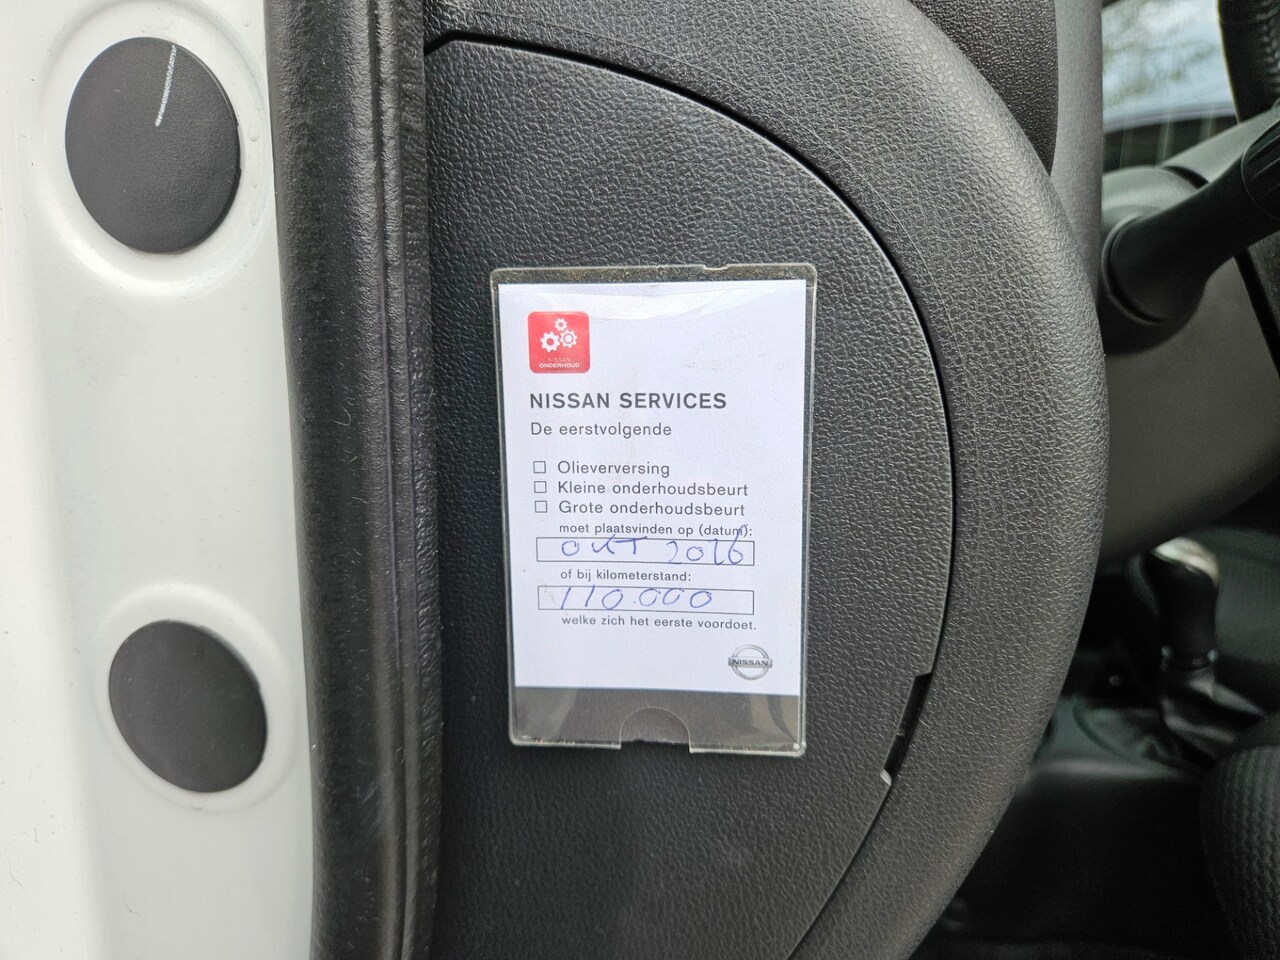 NISSAN
ONDERHOUD
NISSAN SERVICES
De eerstvolgende
☐ Olieverversing
☐ Kleine onderhoudsbeurt
☐ Grote onderhoudsbeurt
moet plaatsvinden op (datum):
OKT 2026
of bij kilometerstand:
110.000
welke zich het eerste voordoet.
NISSAN